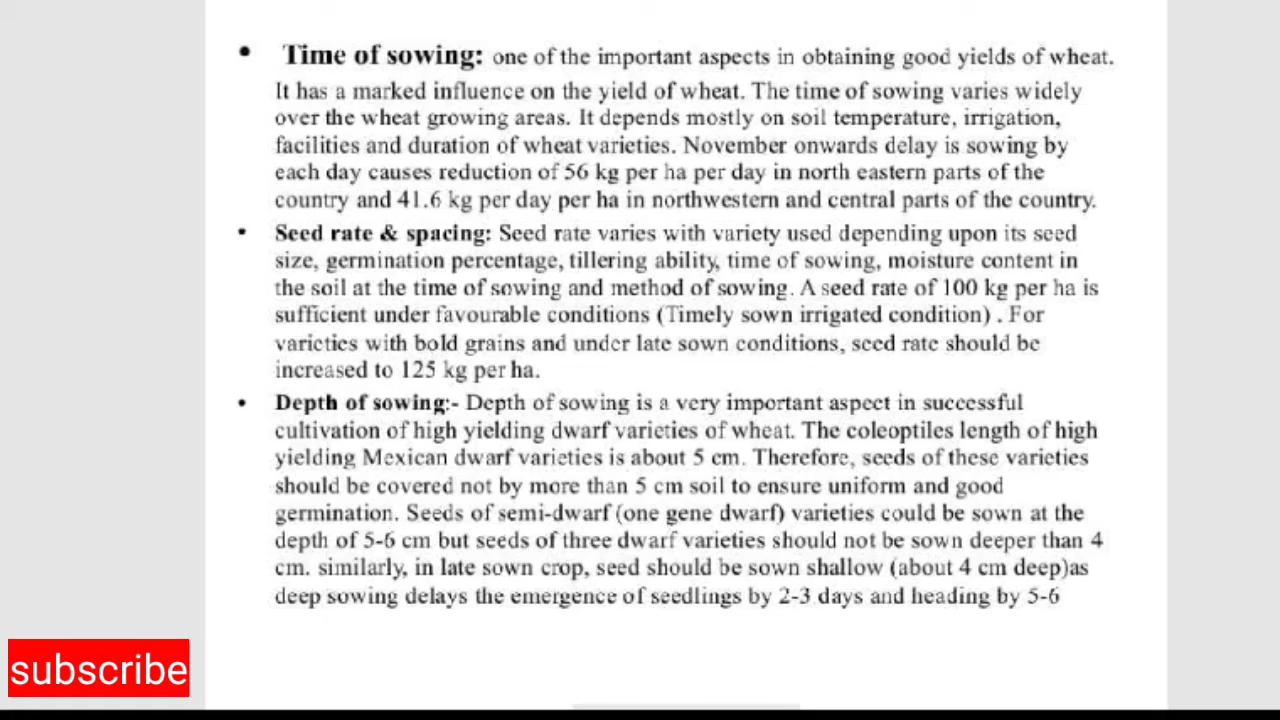 • Time of sowing: one of the important aspects in obtaining good yields of wheat.
It has a marked influence on the yield of wheat. The time of sowing varies widely
over the wheat growing areas. It depends mostly on soil temperature, irrigation,
facilities and duration of wheat varieties. November onwards delay is sowing by
each day causes reduction of 56 kg per ha per day in north eastern parts of the
country and 41.6 kg per day per ha in northwestern and central parts of the country.
• Seed rate & spacing: Seed rate varies with variety used depending upon its seed
size, germination percentage, tillering ability, time of sowing, moisture content in
the soil at the time of sowing and method of sowing. A seed rate of 100 kg per ha is
sufficient under favourable conditions (Timely sown irrigated condition) . For
varieties with bold grains and under late sown conditions, seed rate should be
increased to 125 kg per ha.
• Depth of sowing:- Depth of sowing is a very important aspect in successful
cultivation of high yielding dwarf varieties of wheat. The coleoptiles length of high
yielding Mexican dwarf varieties is about 5 cm. Therefore, seeds of these varieties
should be covered not by more than 5 cm soil to ensure uniform and good
germination. Seeds of semi-dwarf (one gene dwarf) varieties could be sown at the
depth of 5-6 cm but seeds of three dwarf varieties should not be sown deeper than 4
cm. similarly, in late sown crop, seed should be sown shallow (about 4 cm deep)as
deep sowing delays the emergence of seedlings by 2-3 days and heading by 5-6
subscribe